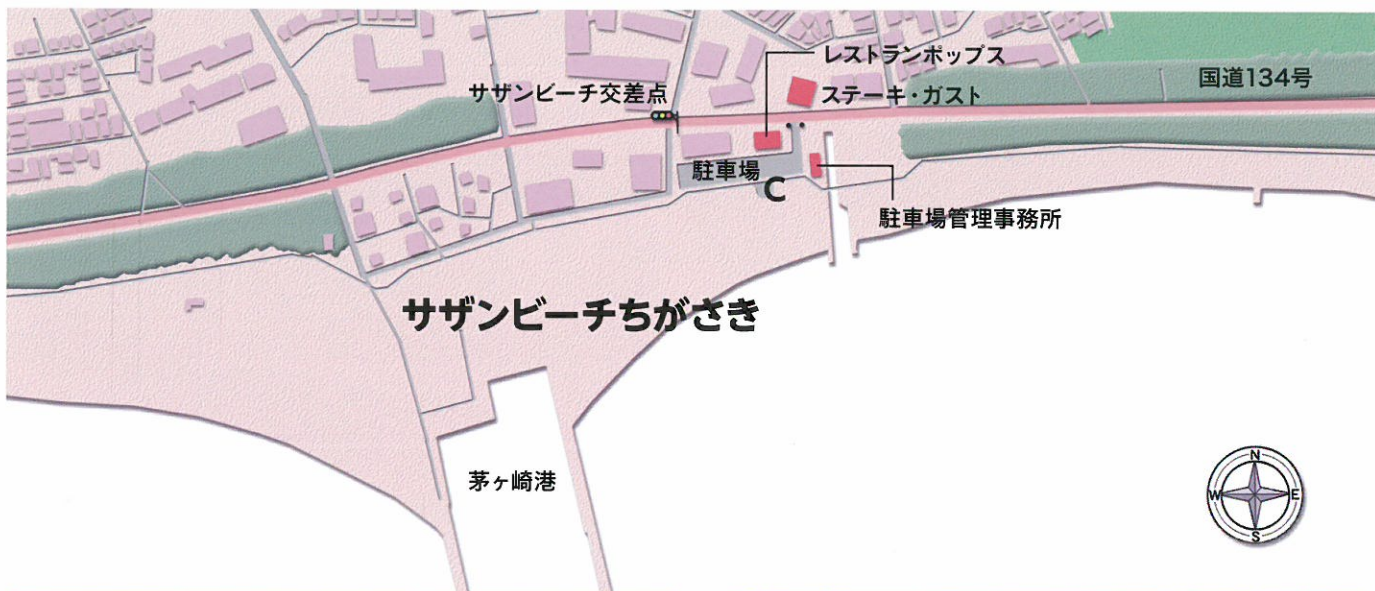 レストランポップス
国道134号
サザンビーチ交差点
ステーキ・ガスト
駐車場
C
駐車場管理事務所
サザンビーチちがさき
茅ヶ崎港
N
W
E
S